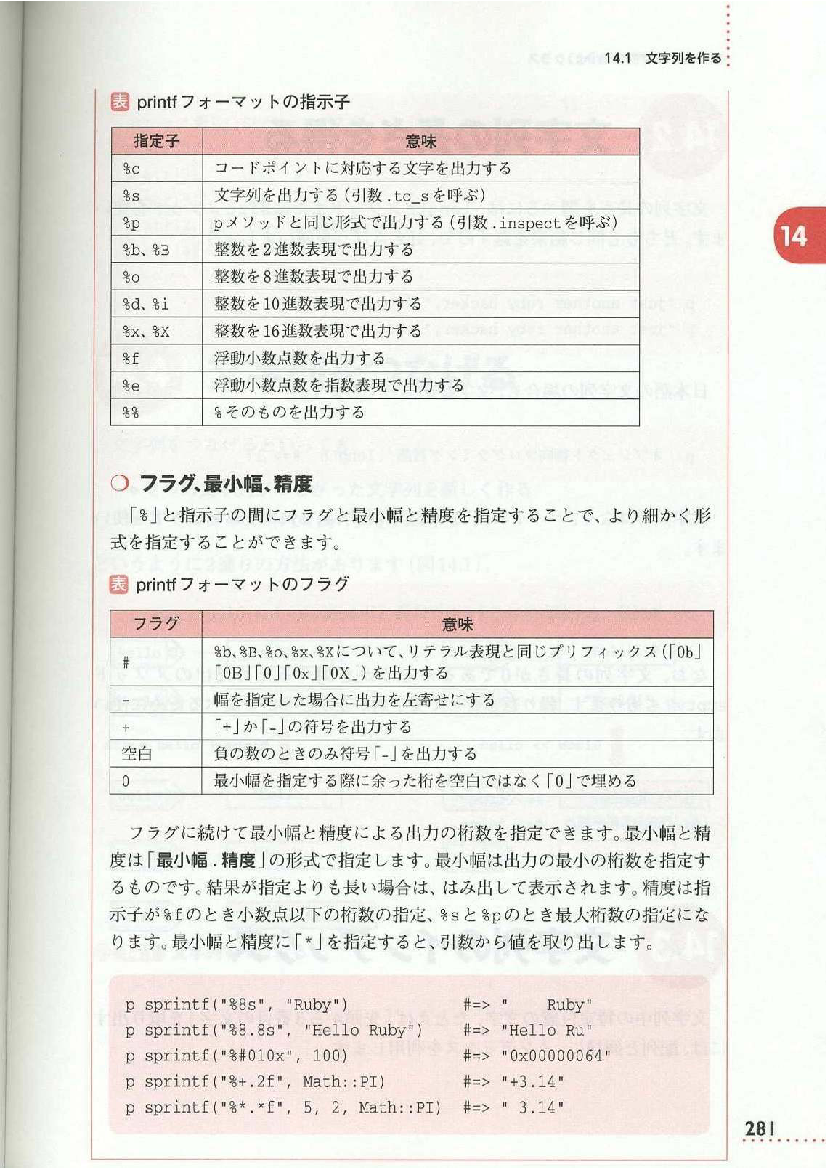 14.1 文字列を作る
表 printfフォーマットの指示子
指定子 意味
%c コードポイントに対応する文字を出力する
%s 文字列を出力する(引数.to_sを呼ぶ)
%p pメソッドと同じ形式で出力する(引数.inspectを呼ぶ)
%b、%B 整数を2進数表現で出力する
%o 整数を8進数表現で出力する
%d、%i 整数を10進数表現で出力する
%x、%X 整数を16進数表現で出力する
%f 浮動小数点数を出力する
%e 浮動小数点数を指数表現で出力する
%% %そのものを出力する
14
❍ フラグ、最小幅、精度
「%」と指示子の間にフラグと最小幅と精度を指定することで、より細かく形
式を指定することができます。
表 printfフォーマットのフラグ
フラグ 意味
# %b、%B、%o、%x、%Xについて、リテラル表現と同じプリフィックス(「0b」
「0B」「0」「0x」「0X」)を出力する
- 幅を指定した場合に出力を左寄せにする
+ 「+」か「-」の符号を出力する
空白 負の数のときのみ符号「-」を出力する
0 最小幅を指定する際に余った桁を空白ではなく「0」で埋める
フラグに続けて最小幅と精度による出力の桁数を指定できます。最小幅と精
度は「最小幅.精度」の形式で指定します。最小幅は出力の最小の桁数を指定す
るものです。結果が指定よりも長い場合は、はみ出して表示されます。精度は指
示子が%fのとき小数点以下の桁数の指定、%sと%pのとき最大桁数の指定にな
ります。最小幅と精度に「*」を指定すると、引数から値を取り出します。
p sprintf("%8s", "Ruby") #=> "    Ruby"
p sprintf("%8.8s", "Hello Ruby") #=> "Hello Ru"
p sprintf("%#010x", 100) #=> "0x00000064"
p sprintf("%+.2f", Math::PI) #=> "+3.14"
p sprintf("%*.*f", 5, 2, Math::PI) #=> " 3.14"
281